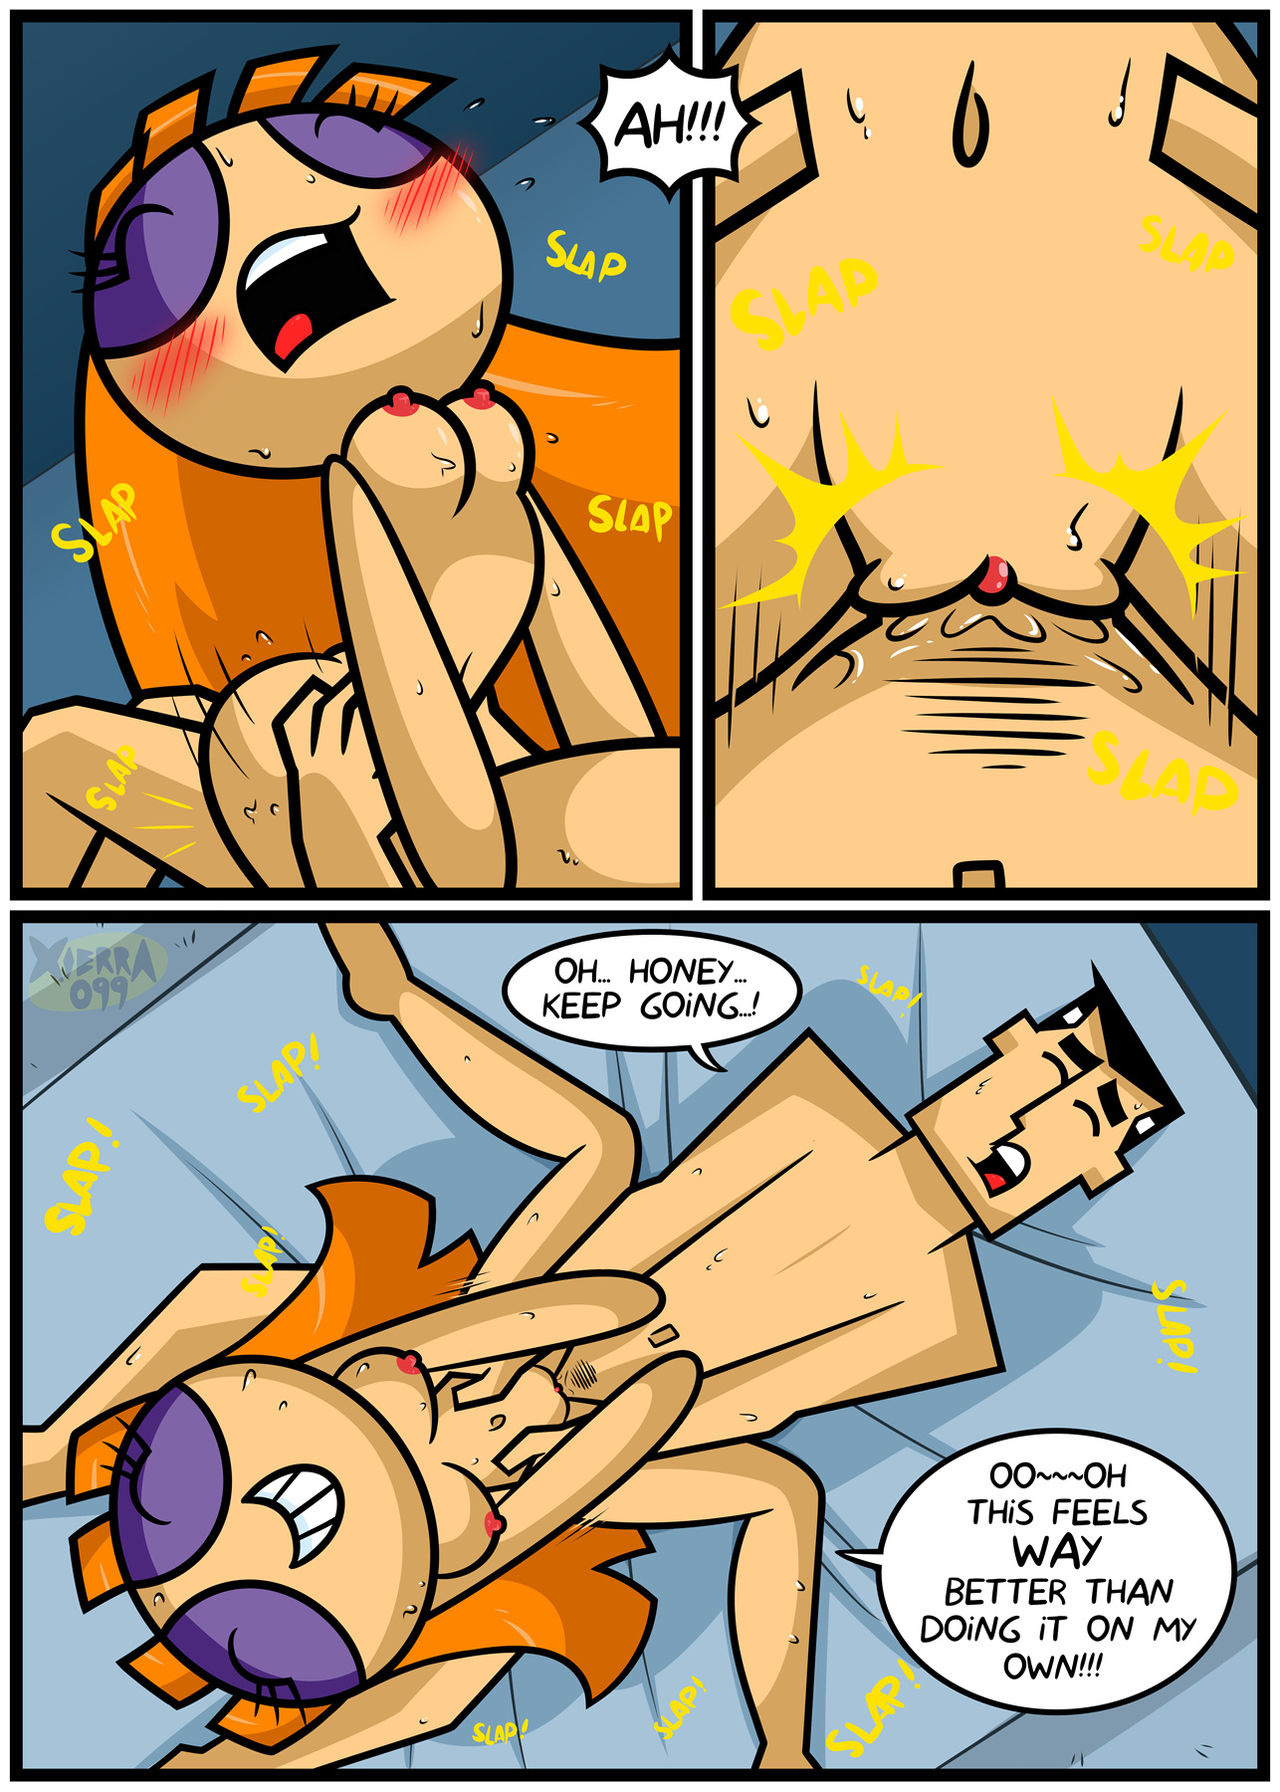 AH!!!
SLAP
SLAP
SLAP
SLAP
SLAP
SLAP
SLAP
XIERRA
099
OH... HONEY...
KEEP GOING...!
SLAP!
SLAP!
SLAP!
SLAP!
SLAP!
OO~~~OH
THIS FEELS
WAY
BETTER THAN
DOING IT ON MY
OWN!!!
SLAP!
SLAP!
SLAP!